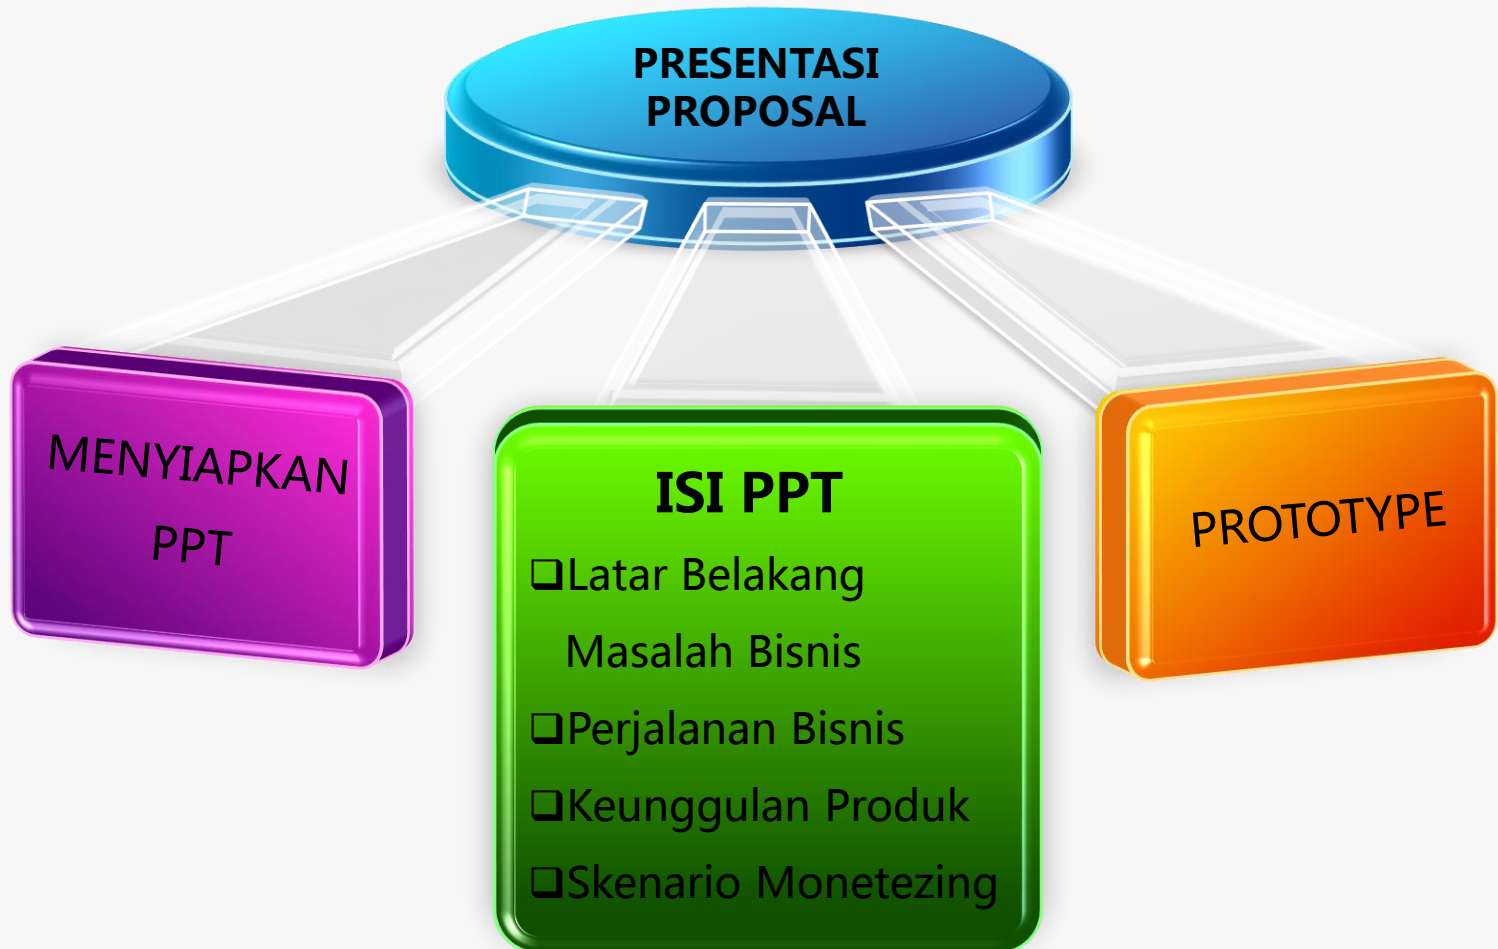 PRESENTASI
PROPOSAL
MENYIAPKAN
PPT
ISI PPT
❑Latar Belakang
Masalah Bisnis
❑Perjalanan Bisnis
❑Keunggulan Produk
❑Skenario Monetezing
PROTOTYPE